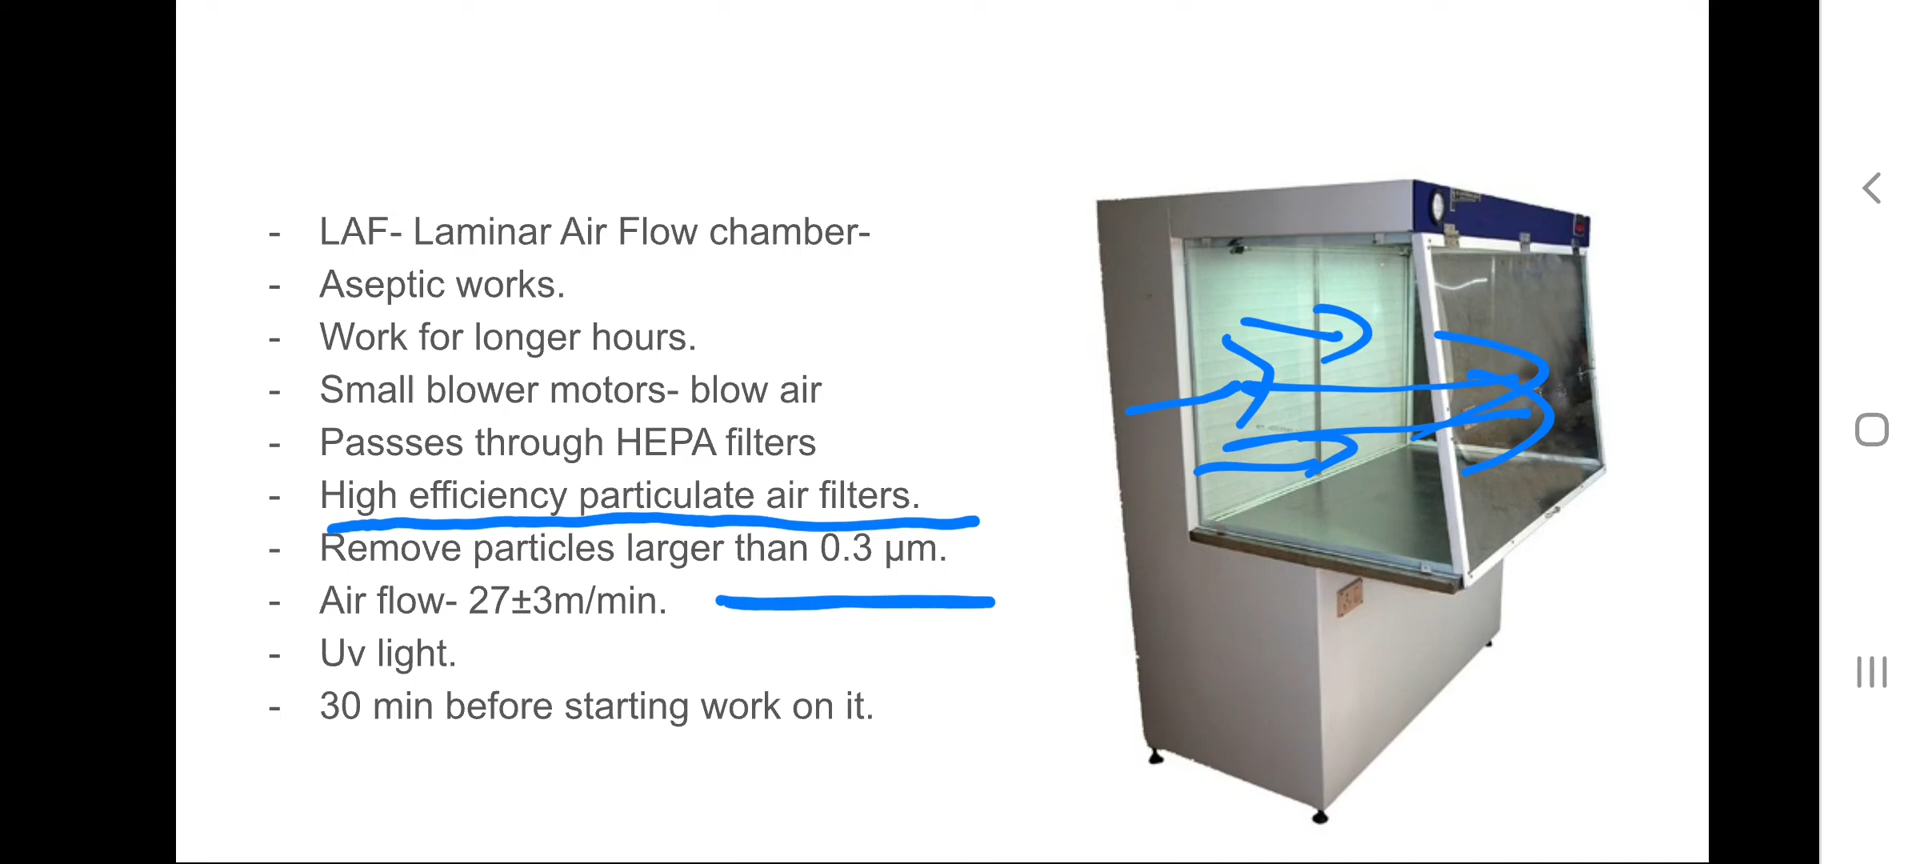 - LAF- Laminar Air Flow chamber-
- Aseptic works.
- Work for longer hours.
- Small blower motors- blow air
- Passses through HEPA filters
- High efficiency particulate air filters.
- Remove particles larger than 0.3 µm.
- Air flow- 27±3m/min.
- Uv light.
- 30 min before starting work on it.